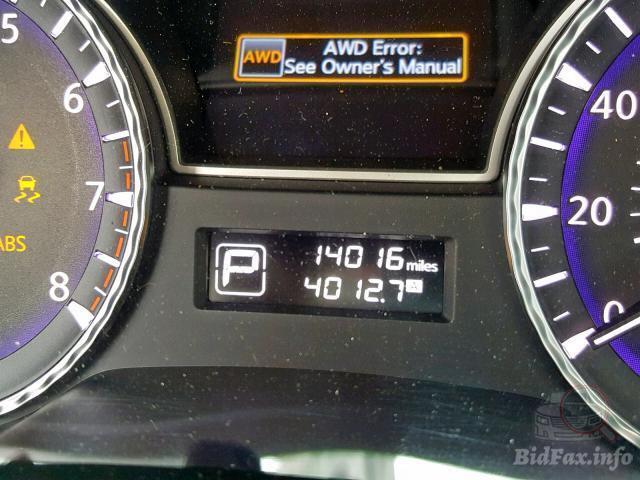 5
6
7
8
ABS
AWD
AWD Error:
See Owner's Manual
P
14016 miles
4012.7
40
20
0
BidFax.info